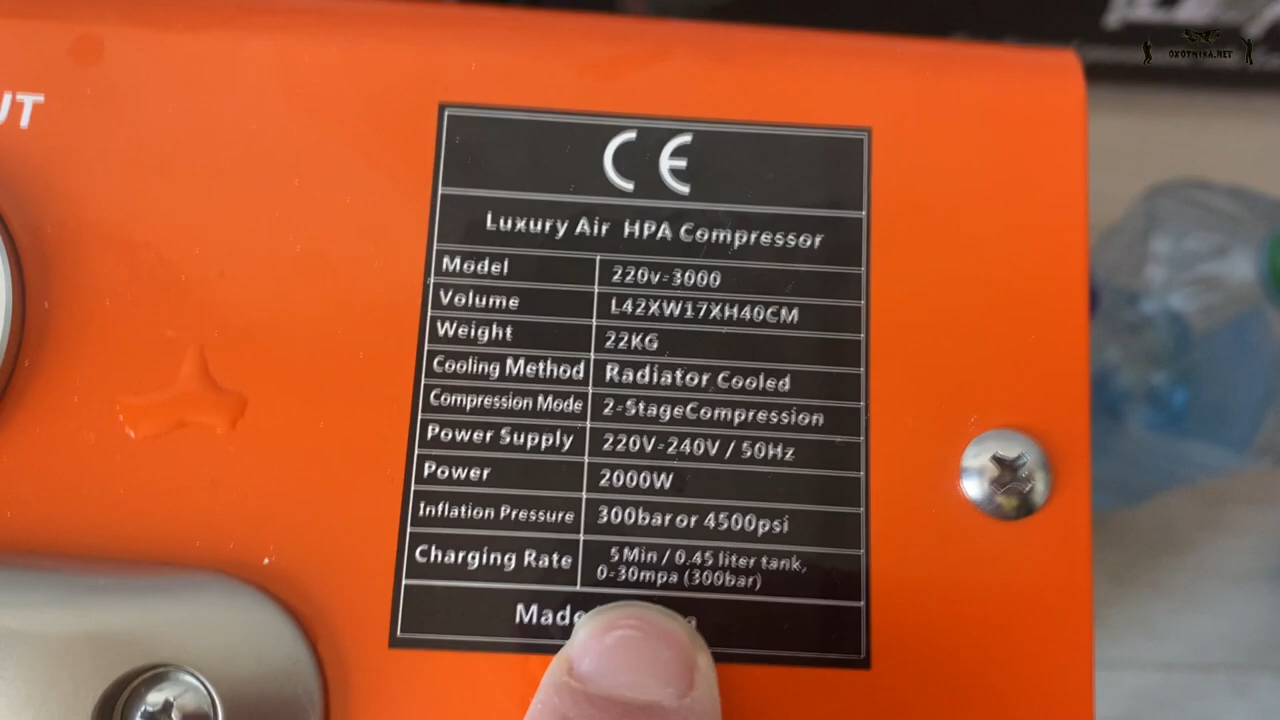 OXOTNIKA.NET
UT
CE
Luxury Air HPA Compressor
Model 220v-3000
Volume L42XW17XH40CM
Weight 22KG
Cooling Method Radiator Cooled
Compression Mode 2-StageCompression
Power Supply 220V-240V / 50Hz
Power 2000W
Inflation Pressure 300bar or 4500psi
Charging Rate 5Min / 0.45 liter tank,
0-30mpa (300bar)
Made